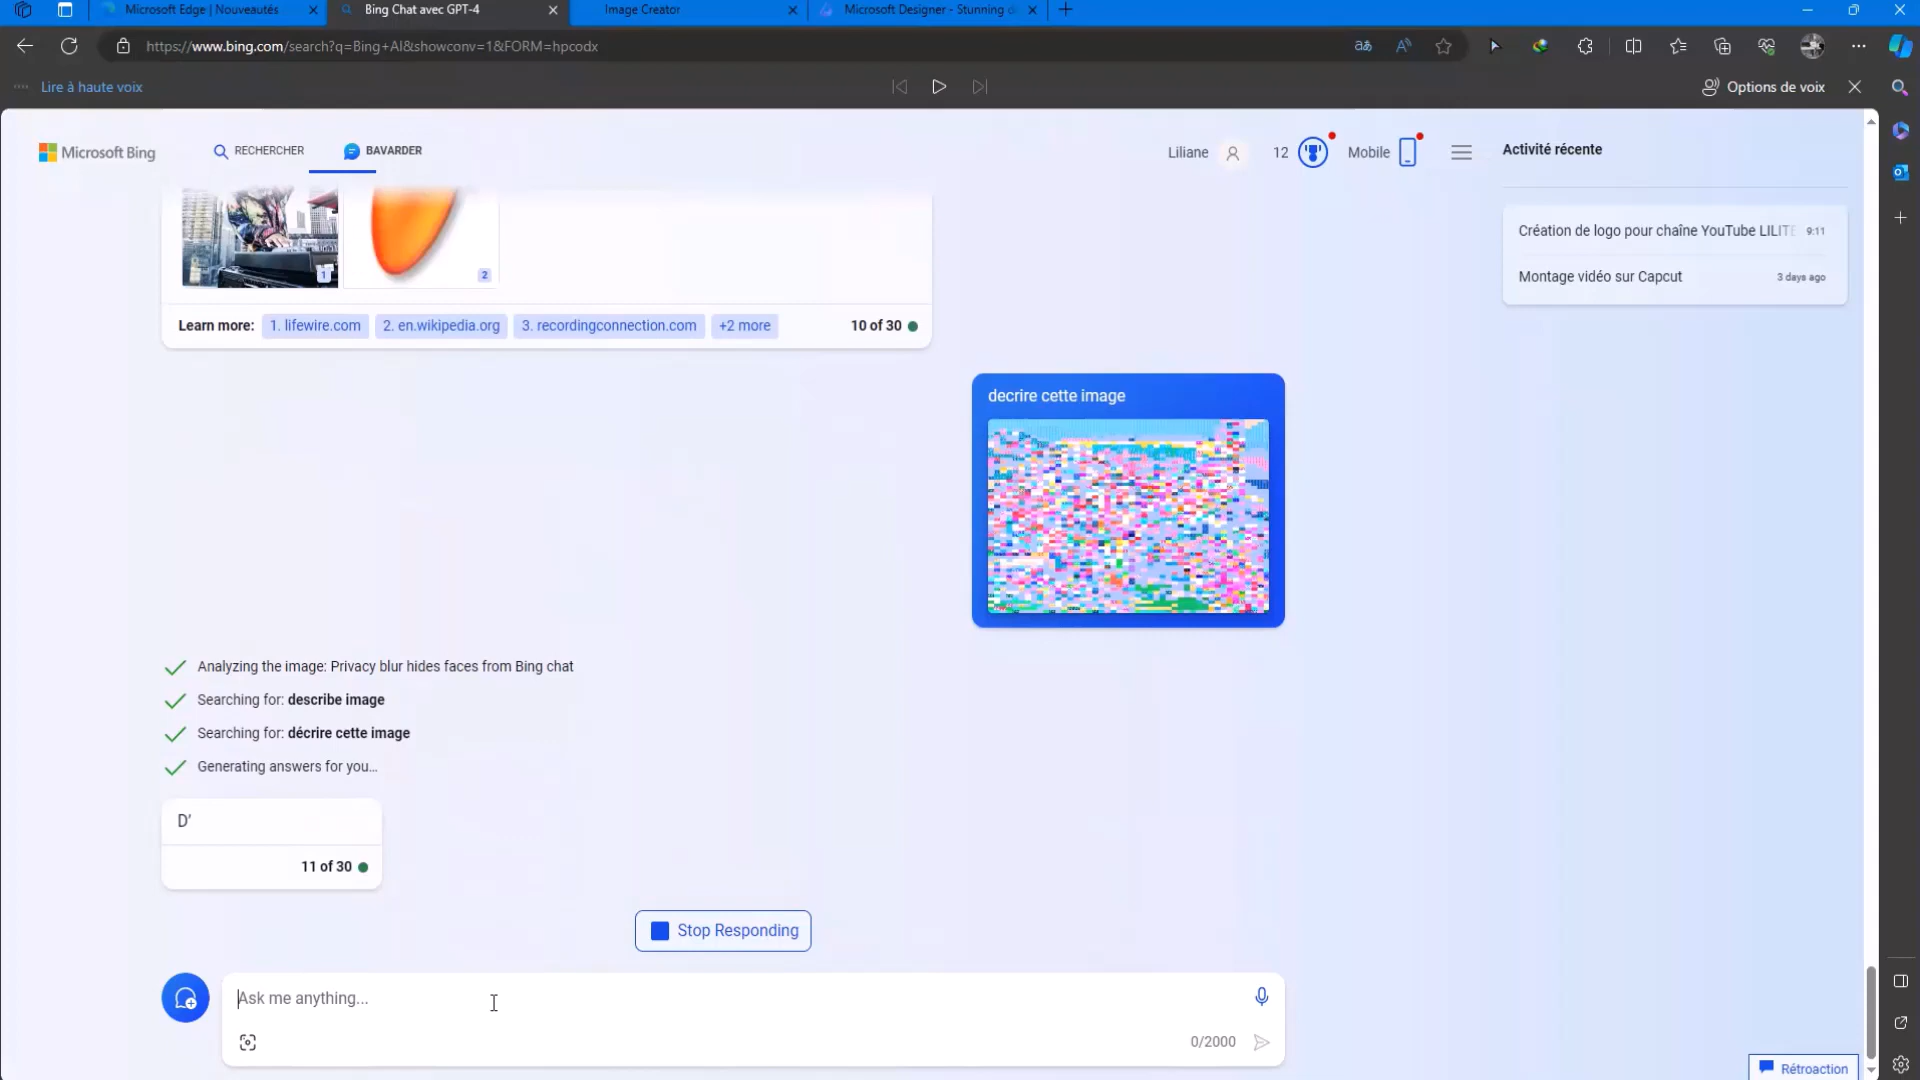 Microsoft Edge | Nouveautés
Bing Chat avec GPT-4
Image Creator
Microsoft Designer - Stunning d
https://www.bing.com/search?q=Bing+AI&showconv=1&FORM=hpcodx
Lire à haute voix
Options de voix
Microsoft Bing
RECHERCHER
BAVARDER
Liliane
12
Mobile
Activité récente
Création de logo pour chaîne YouTube LILITE
9:11
Montage vidéo sur Capcut
3 days ago
1
2
Learn more: 1. lifewire.com 2. en.wikipedia.org 3. recordingconnection.com +2 more 10 of 30
decrire cette image
Analyzing the image: Privacy blur hides faces from Bing chat
Searching for: describe image
Searching for: décrire cette image
Generating answers for you...
D'
11 of 30
Stop Responding
Ask me anything...
0/2000
Rétroaction